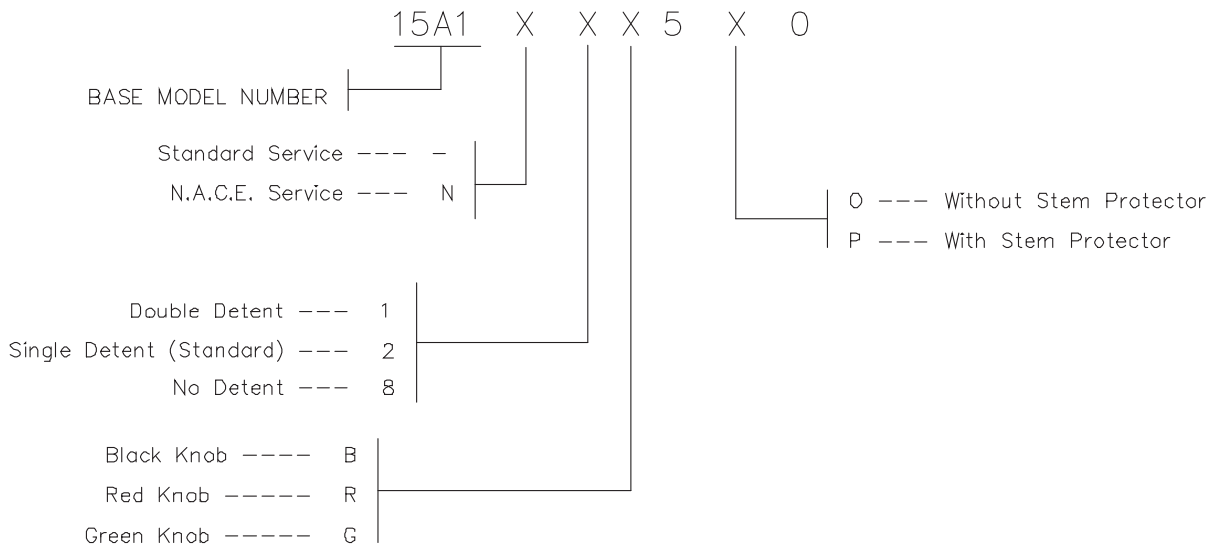 15A1 X X X 5 X 0
BASE MODEL NUMBER
Standard Service --- -
N.A.C.E. Service --- N
O --- Without Stem Protector
P --- With Stem Protector
Double Detent --- 1
Single Detent (Standard) --- 2
No Detent --- 8
Black Knob ---- B
Red Knob ----- R
Green Knob ----- G